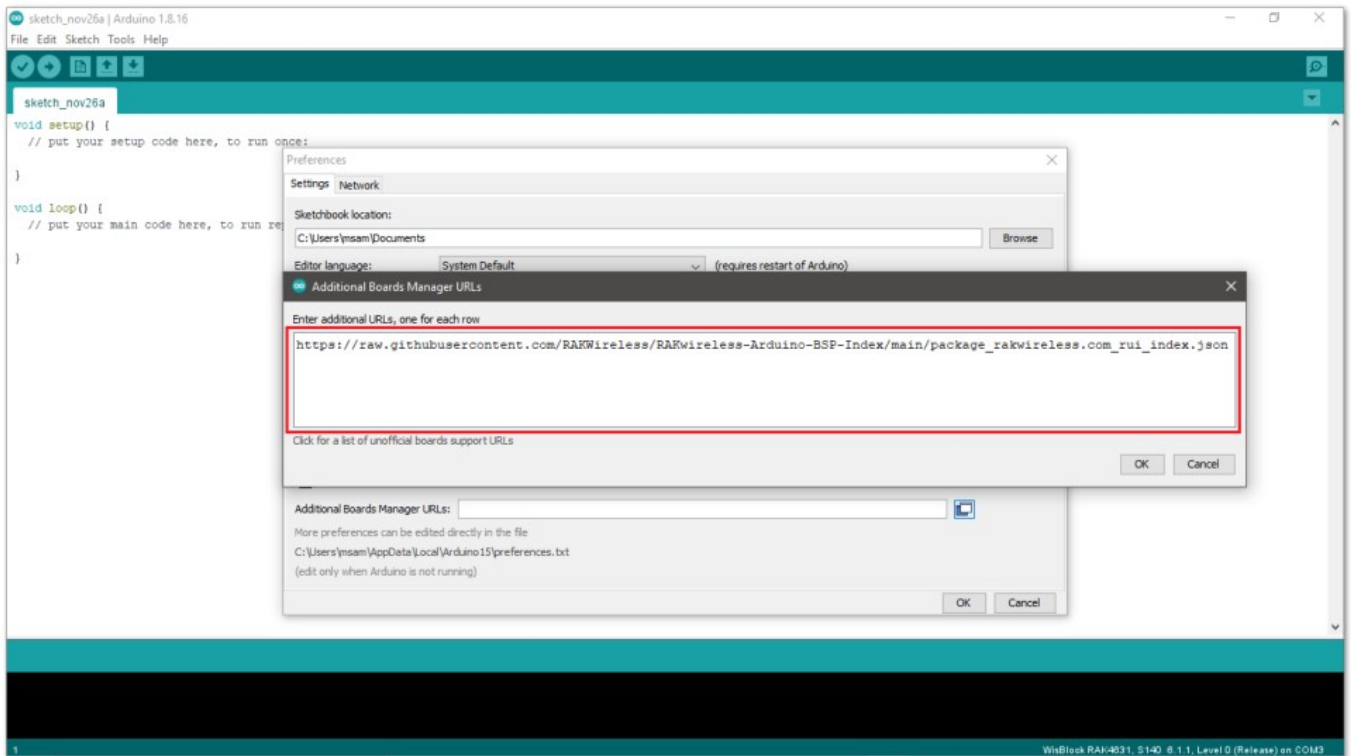 sketch_nov26a | Arduino 1.8.16
File Edit Sketch Tools Help
sketch_nov26a
void setup() {
// put your setup code here, to run once:
}
void loop() {
// put your main code here, to run re
}
Preferences
Settings Network
Sketchbook location:
C:\Users\msam\Documents
Browse
Editor language: System Default (requires restart of Arduino)
Additional Boards Manager URLs
Enter additional URLs, one for each row
https://raw.githubusercontent.com/RAKWireless/RAKwireless-Arduino-BSP-Index/main/package_rakwireless.com_rui_index.json
Click for a list of unofficial boards support URLs
OK Cancel
Additional Boards Manager URLs:
More preferences can be edited directly in the file
C:\Users\msam\AppData\Local\Arduino15\preferences.txt
(edit only when Arduino is not running)
OK Cancel
1 WisBlock RAK4631, S140 6.1.1, Level 0 (Release) on COM3